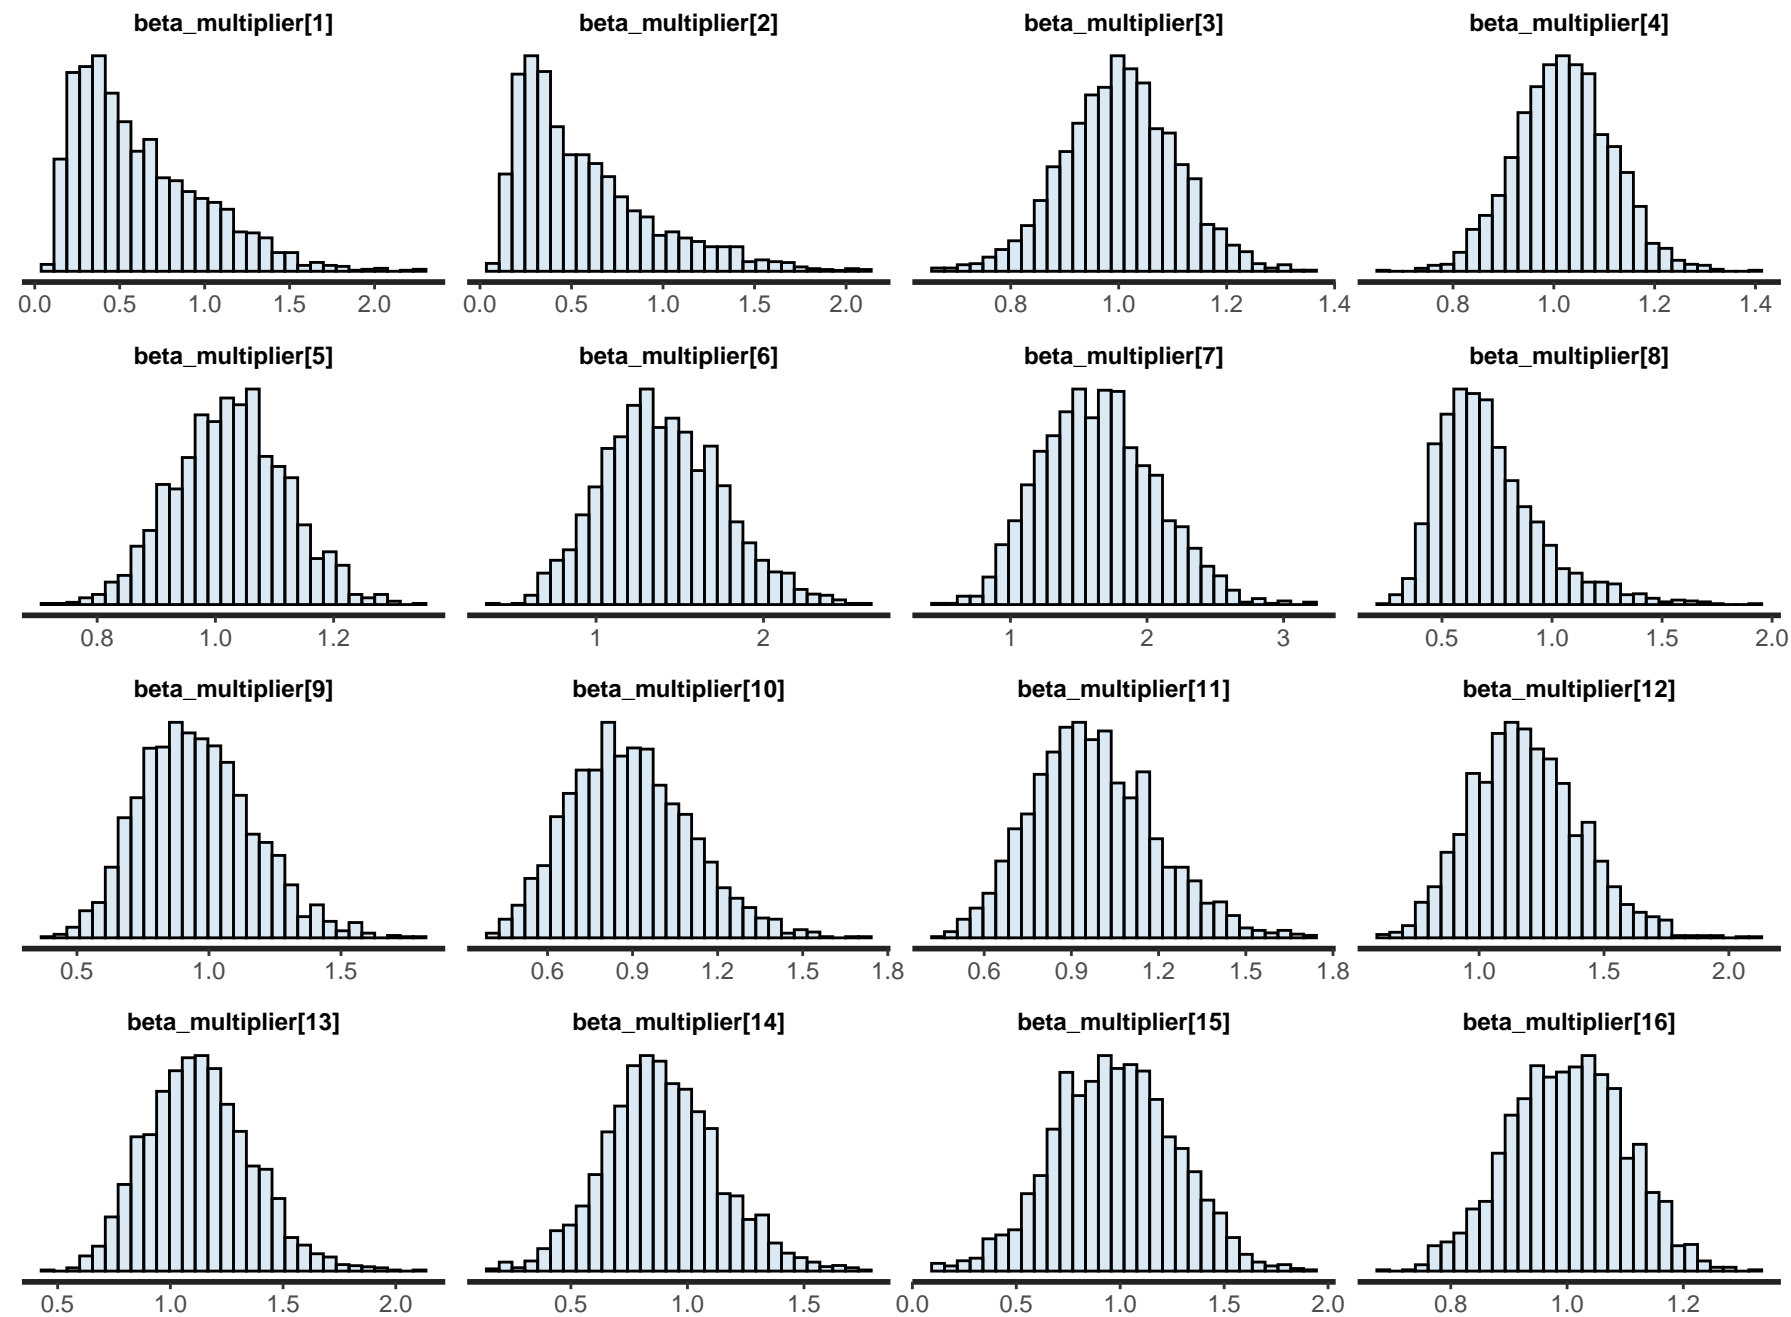 beta_multiplier[1] beta_multiplier[2] beta_multiplier[3] beta_multiplier[4]
0.0 0.5 1.0 1.5 2.0 0.0 0.5 1.0 1.5 2.0 0.8 1.0 1.2 1.4 0.8 1.0 1.2 1.4
beta_multiplier[5] beta_multiplier[6] beta_multiplier[7] beta_multiplier[8]
0.8 1.0 1.2 1 2 1 2 3 0.5 1.0 1.5 2.0
beta_multiplier[9] beta_multiplier[10] beta_multiplier[11] beta_multiplier[12]
0.5 1.0 1.5 0.6 0.9 1.2 1.5 1.8 0.6 0.9 1.2 1.5 1.8 1.0 1.5 2.0
beta_multiplier[13] beta_multiplier[14] beta_multiplier[15] beta_multiplier[16]
0.5 1.0 1.5 2.0 0.5 1.0 1.5 0.0 0.5 1.0 1.5 2.0 0.8 1.0 1.2